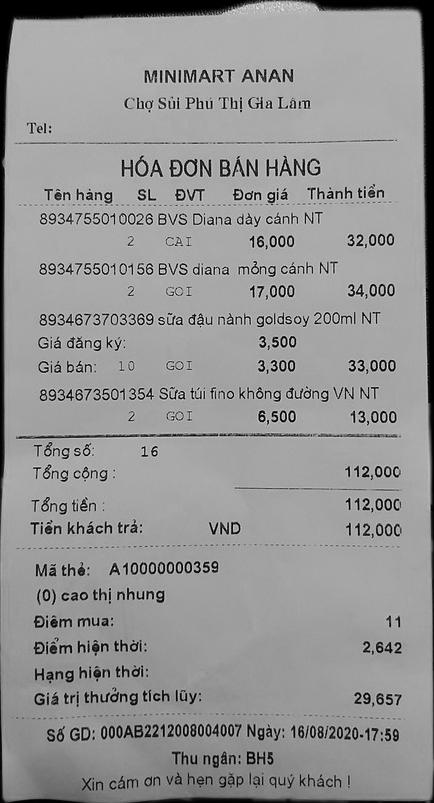 MINIMART ANAN
Chợ Sủi Phú Thị Gia Lâm
Tel:
HÓA ĐƠN BÁN HÀNG
Tên hàng SL ĐVT Đơn giá Thành tiền
8934755010026 BVS Diana dày cánh NT
2 CAI 16,000 32,000
8934755010156 BVS diana mỏng cánh NT
2 GOI 17,000 34,000
8934673703369 sữa đậu nành goldsoy 200ml NT
Giá đăng ký: 3,500
Giá bán: 10 GOI 3,300 33,000
8934673501354 Sữa túi fino không đường VN NT
2 GOI 6,500 13,000
Tổng số: 16
Tổng cộng : 112,000
Tổng tiền : 112,000
Tiền khách trả: VND 112,000
Mã thẻ: A10000000359
(0) cao thị nhung
Điểm mua: 11
Điểm hiện thời: 2,642
Hạng hiện thời:
Giá trị thưởng tích lũy: 29,657
Số GD: 000AB2212008004007 Ngày: 16/08/2020-17:59
Thu ngân: BH5
Xin cám ơn và hẹn gặp lại quý khách !